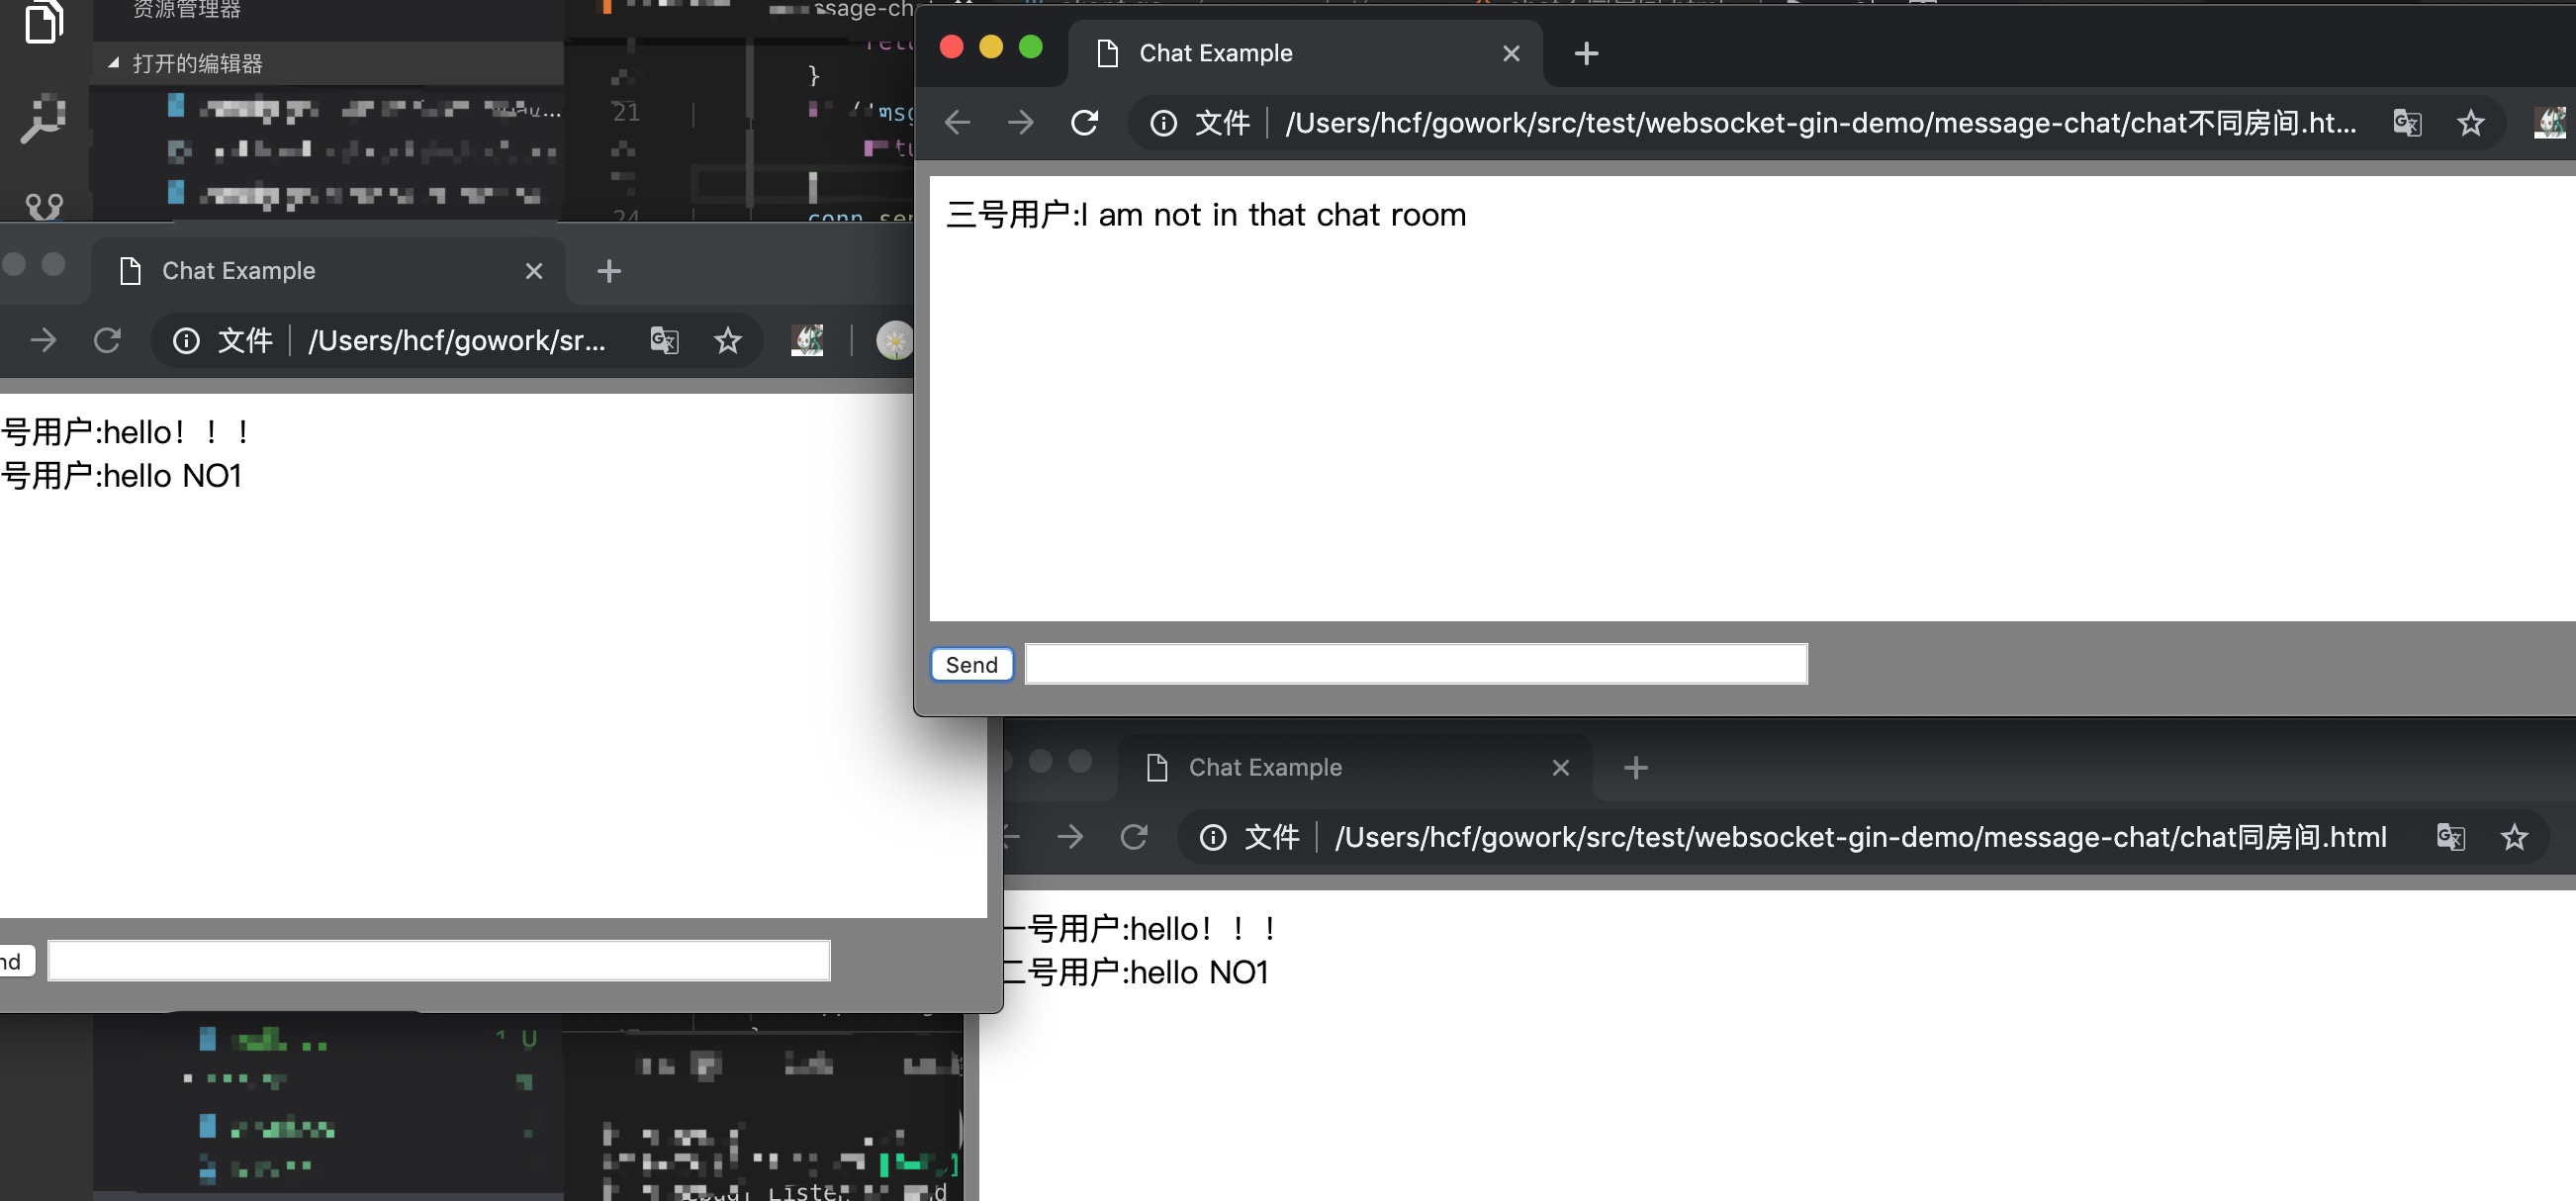 资源管理器
打开的编辑器
21
}
24
conn
Chat Example
文件
/Users/hcf/gowork/sr...
号用户:hello！！！
号用户:hello NO1
nd
Chat Example
文件
/Users/hcf/gowork/src/test/websocket-gin-demo/message-chat/chat不同房间.ht...
三号用户:I am not in that chat room
Send
Chat Example
文件
/Users/hcf/gowork/src/test/websocket-gin-demo/message-chat/chat同房间.html
一号用户:hello！！！
二号用户:hello NO1
U